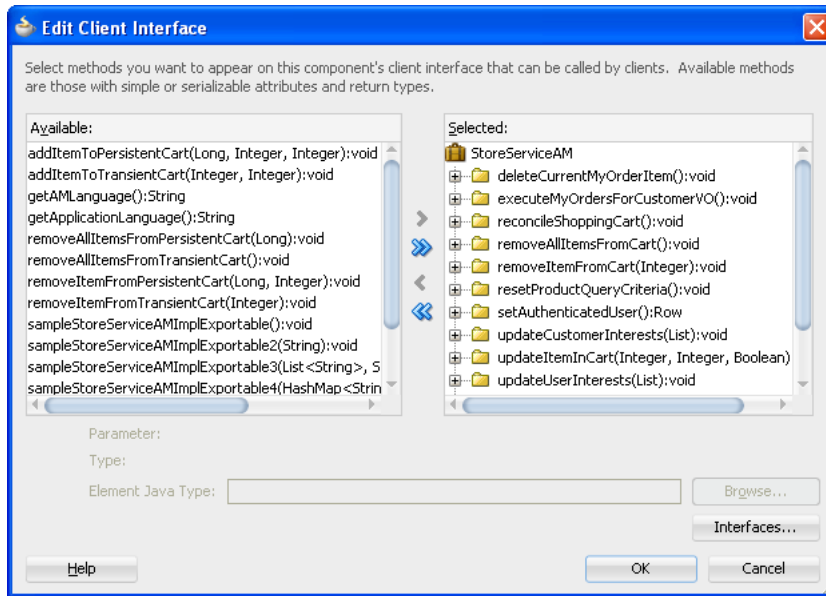 Edit Client Interface
Select methods you want to appear on this component's client interface that can be called by clients. Available methods
are those with simple or serializable attributes and return types.
Available:
addItemToPersistentCart(Long, Integer, Integer):void
addItemToTransientCart(Integer, Integer):void
getAMLanguage():String
getApplicationLanguage():String
removeAllItemsFromPersistentCart(Long):void
removeAllItemsFromTransientCart():void
removeItemFromPersistentCart(Long, Integer):void
removeItemFromTransientCart(Integer):void
sampleStoreServiceAMImplExportable():void
sampleStoreServiceAMImplExportable2(String):void
sampleStoreServiceAMImplExportable3(List<String>, S
sampleStoreServiceAMImplExportable4(HashMap<Strin
Selected:
StoreServiceAM
deleteCurrentMyOrderItem():void
executeMyOrdersForCustomerVO():void
reconcileShoppingCart():void
removeAllItemsFromCart():void
removeItemFromCart(Integer):void
resetProductQueryCriteria():void
setAuthenticatedUser():Row
updateCustomerInterests(List):void
updateItemInCart(Integer, Integer, Boolean)
updateUserInterests(List):void
Parameter:
Type:
Element Java Type:
Browse...
Interfaces...
Help
OK
Cancel